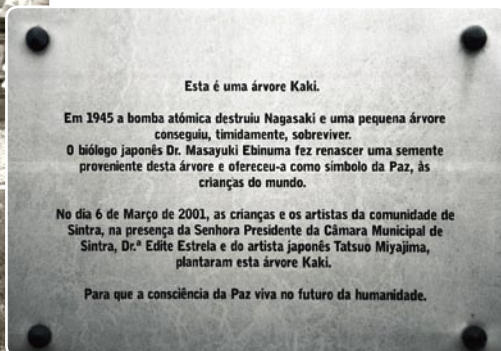 Esta é uma árvore Kaki.
Em 1945 a bomba atómica destruiu Nagasaki e uma pequena árvore
conseguiu, timidamente, sobreviver.
O biólogo japonês Dr. Masayuki Ebinuma fez renascer uma semente
proveniente desta árvore e ofereceu-a como símbolo da Paz, às
crianças do mundo.
No dia 6 de Março de 2001, as crianças e os artistas da comunidade de
Sintra, na presença da Senhora Presidente da Câmara Municipal de
Sintra, Dr.ª Edite Estrela e do artista japonês Tatsuo Miyajima,
plantaram esta árvore Kaki.
Para que a consciência da Paz viva no futuro da humanidade.